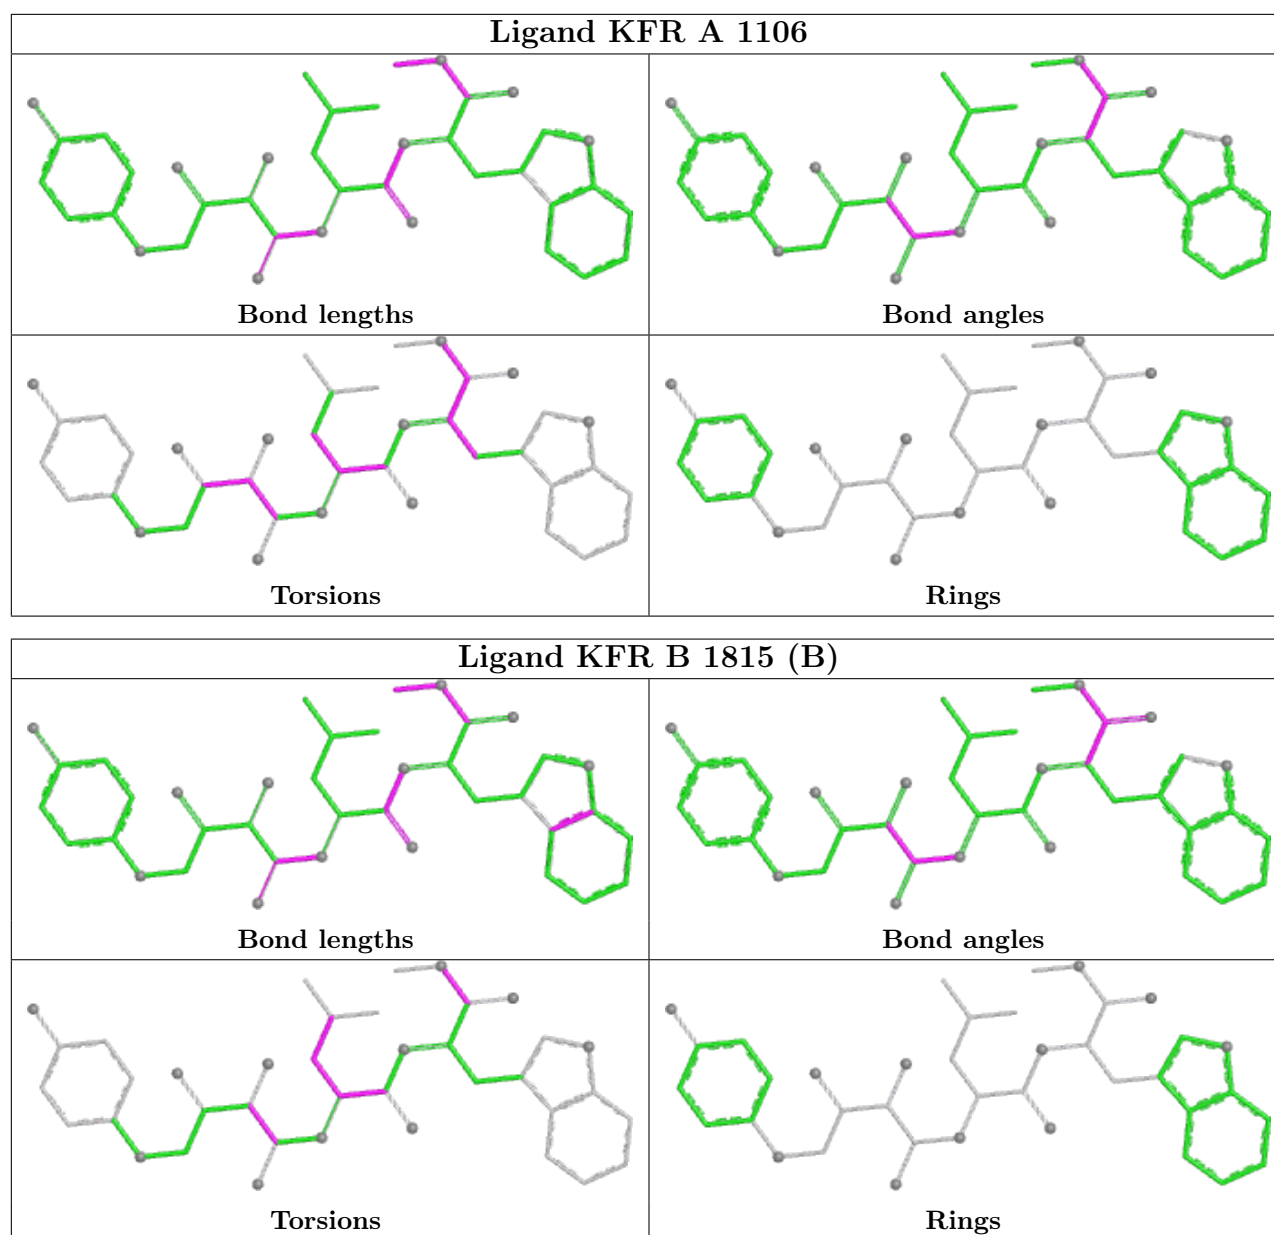 Ligand KFR A 1106
Bond lengths
Bond angles
Torsions
Rings
Ligand KFR B 1815 (B)
Bond lengths
Bond angles
Torsions
Rings